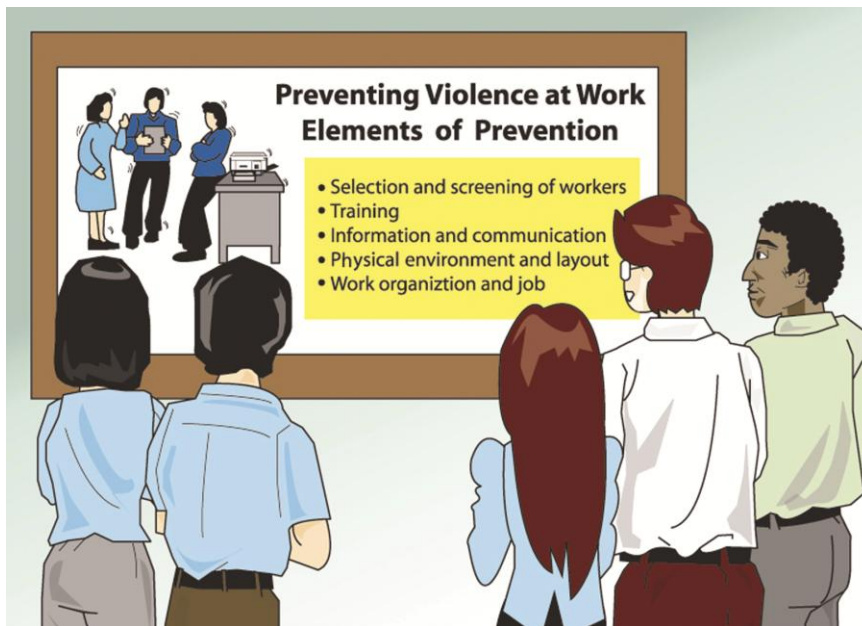 Preventing Violence at Work
Elements of Prevention
• Selection and screening of workers
• Training
• Information and communication
• Physical environment and layout
• Work organiztion and job